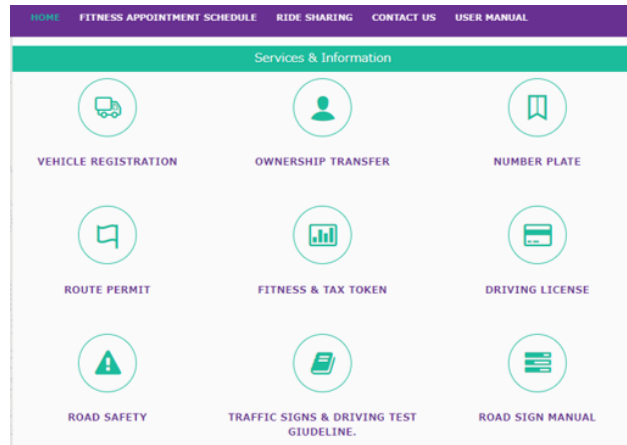 HOME FITNESS APPOINTMENT SCHEDULE RIDE SHARING CONTACT US USER MANUAL
Services & Information
VEHICLE REGISTRATION OWNERSHIP TRANSFER NUMBER PLATE
ROUTE PERMIT FITNESS & TAX TOKEN DRIVING LICENSE
ROAD SAFETY TRAFFIC SIGNS & DRIVING TEST ROAD SIGN MANUAL
GIUDELINE.